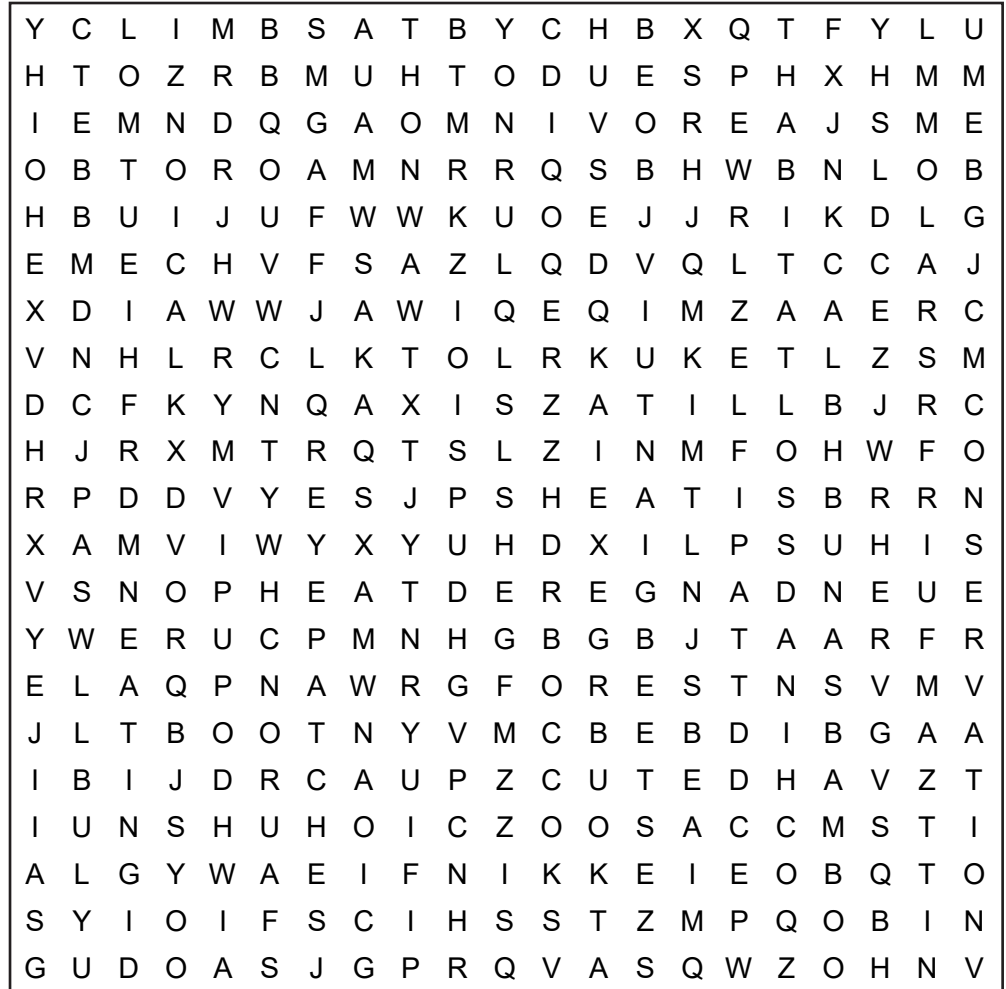 Y C L I M B S A T B Y C H B X Q T F Y L U
H T O Z R B M U H T O D U E S P H X H M M
I E M N D Q G A O M N I V O R E A J S M E
O B T O R O A M N R R Q S B H W B N L O B
H B U I J U F W W K U O E J J R I K D L G
E M E C H V F S A Z L Q D V Q L T C C A J
X D I A W W J A W I Q E Q I M Z A A E R C
V N H L R C L K T O L R K U K E T L Z S M
D C F K Y N Q A X I S Z A T I L L B J R C
H J R X M T R Q T S L Z I N M F O H W F O
R P D D V Y E S J P S H E A T I S B R R N
X A M V I W Y X Y U H D X I L P S U H I S
V S N O P H E A T D E R E G N A D N E U E
Y W E R U C P M N H G B G B J T A A R F R
E L A Q P N A W R G F O R E S T N S V M V
J L T B O O T N Y V M C B E B D I B G A A
I B I J D R C A U P Z C U T E D H A V Z T
I U N S H U H O I C Z O O S A C C M S T I
A L G Y W A E I F N I K K E I E O B Q T O
S Y I O I F S C I H S S T Z M P Q O B I N
G U D O A S J G P R Q V A S Q W Z O H N V